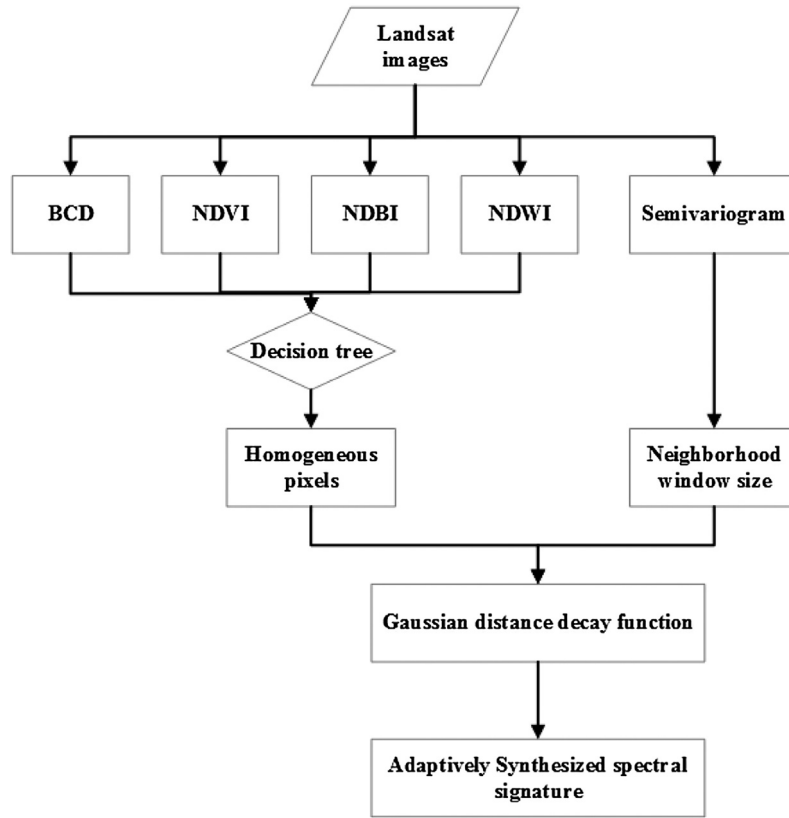 Landsat
images
BCD
NDVI
NDBI
NDWI
Semivariogram
Decision tree
Homogeneous
pixels
Neighborhood
window size
Gaussian distance decay function
Adaptively Synthesized spectral
signature